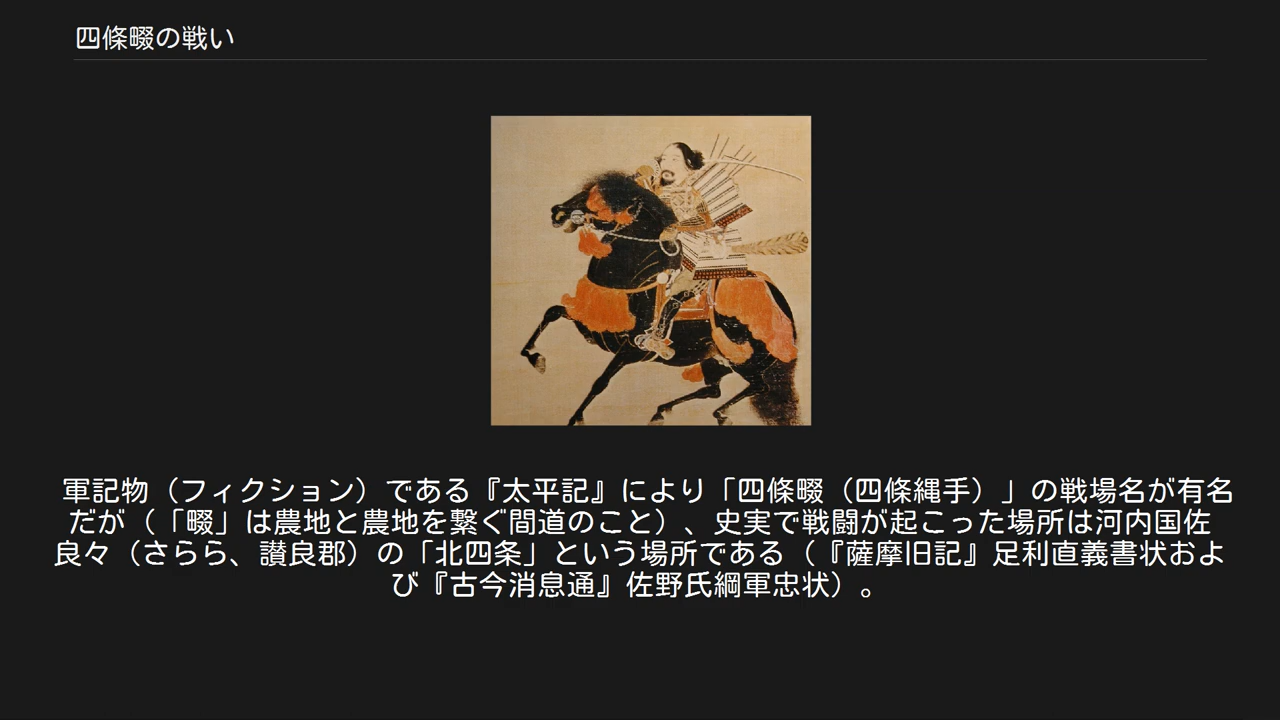 四條畷の戦い
軍記物（フィクション）である『太平記』により「四條畷（四條縄手）」の戦場名が有名
だが（「畷」は農地と農地を繋ぐ間道のこと）、史実で戦闘が起こった場所は河内国佐
良々（さらら、讃良郡）の「北四条」という場所である（『薩摩旧記』足利直義書状およ
び『古今消息通』佐野氏綱軍忠状）。